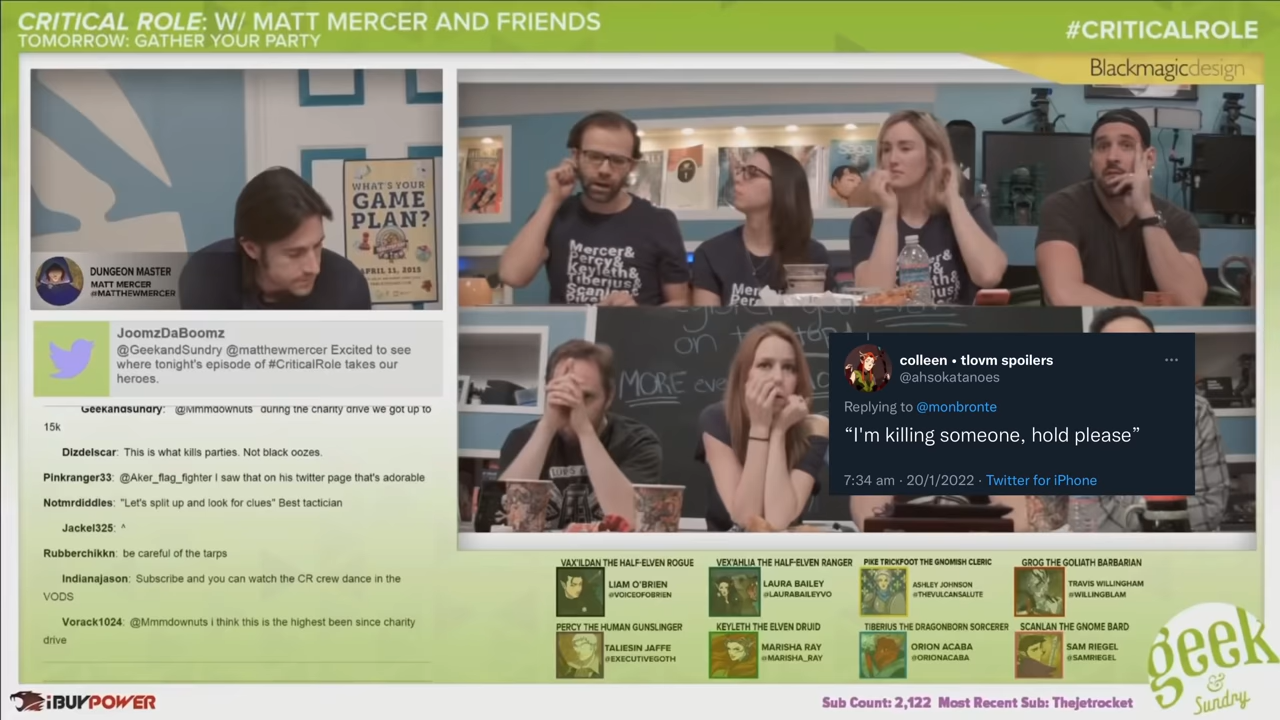 CRITICAL ROLE: W/ MATT MERCER AND FRIENDS
TOMORROW: GATHER YOUR PARTY
#CRITICALROLE
Blackmagicdesign
WHAT'S YOUR
GAME
PLAN?
APRIL 11, 2015
DUNGEON MASTER
MATT MERCER
@MATTHEWMERCER
JoomzDaBoomz
@GeekandSundry @matthewmercer Excited to see
where tonight's episode of #CriticalRole takes our
heroes.
Geekandsundry: @Mmmdownuts during the charity drive we got up to
15k
Dizdelscar: This is what kills parties. Not black oozes.
Pinkranger33: @Aker_flag_fighter I saw that on his twitter page that's adorable
Notmrdiddles: "Let's split up and look for clues" Best tactician
Jackel325: ^
Rubberchikkn: be careful of the tarps
Indianajason: Subscribe and you can watch the CR crew dance in the
VODS
Vorack1024: @Mmmdownuts i think this is the highest been since charity
drive
Saga
Mercer&
Percy&
Keyleth&
Tiberius&
Scanlan&
Pike
MORE
colleen • tlovm spoilers
@ahsokatanoes
Replying to @monbronte
“I'm killing someone, hold please”
7:34 am · 20/1/2022 · Twitter for iPhone
VAX'ILDAN THE HALF-ELVEN ROGUE
LIAM O'BRIEN
@VOICEOFOBRIEN
VEX'AHLIA THE HALF-ELVEN RANGER
LAURA BAILEY
@LAURABAILEYVO
PIKE TRICKFOOT THE GNOMISH CLERIC
ASHLEY JOHNSON
@THEVULCANSALUTE
GROG THE GOLIATH BARBARIAN
TRAVIS WILLINGHAM
@WILLINGBLAM
PERCY THE HUMAN GUNSLINGER
TALIESIN JAFFE
@EXECUTIVEGOTH
KEYLETH THE ELVEN DRUID
MARISHA RAY
@MARISHA_RAY
TIBERIUS THE DRAGONBORN SORCERER
ORION ACABA
@ORIONACABA
SCANLAN THE GNOME BARD
SAM RIEGEL
@SAMRIEGEL
geek
&
Sundry
iBUYPOWER
Sub Count: 2,122 Most Recent Sub: Thejetrocket